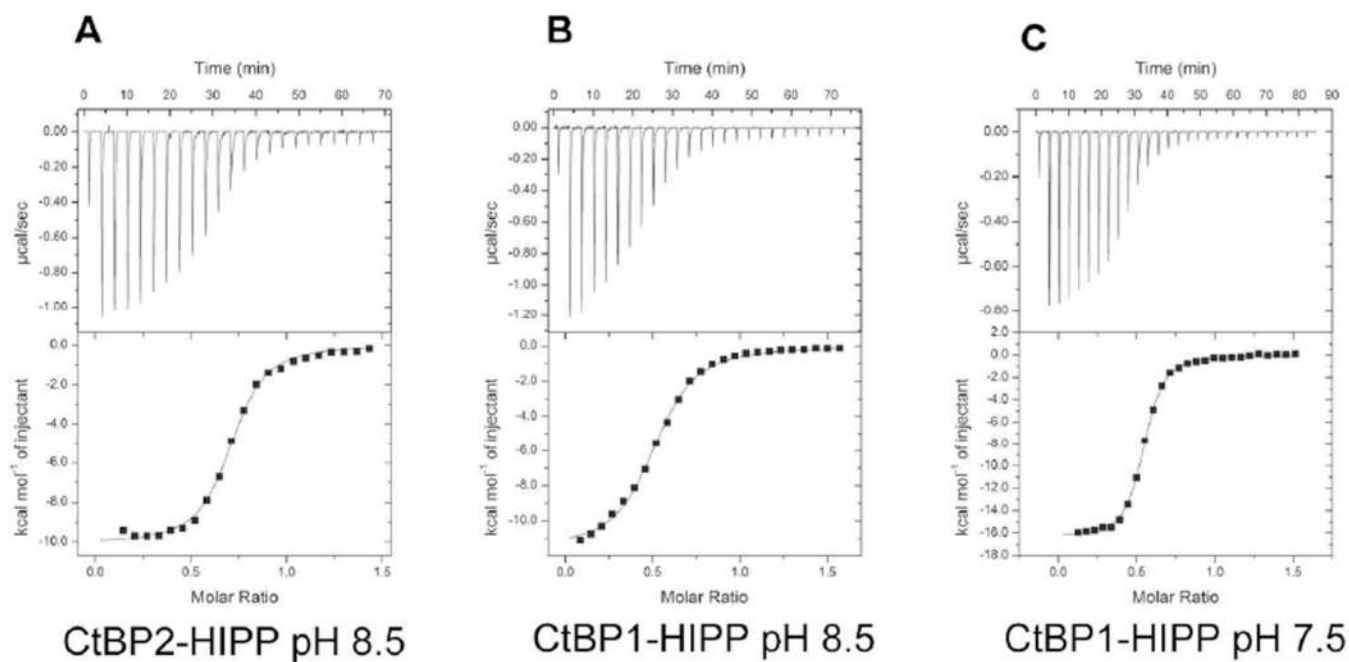 A
Time (min)
0 10 20 30 40 50 60 70
0.00
-0.20
-0.40
-0.60
-0.80
-1.00
µcal/sec
0.0
-2.0
-4.0
-6.0
-8.0
-10.0
kcal mol⁻¹ of injectant
0.0 0.5 1.0 1.5
Molar Ratio
CtBP2-HIPP pH 8.5
B
Time (min)
0 10 20 30 40 50 60 70
0.00
-0.20
-0.40
-0.60
-0.80
-1.00
-1.20
µcal/sec
0.0
-2.0
-4.0
-6.0
-8.0
-10.0
kcal mol⁻¹ of injectant
0.0 0.5 1.0 1.5
Molar Ratio
CtBP1-HIPP pH 8.5
C
Time (min)
0 10 20 30 40 50 60 70 80 90
0.00
-0.20
-0.40
-0.60
-0.80
µcal/sec
2.0
0.0
-2.0
-4.0
-6.0
-8.0
-10.0
-12.0
-14.0
-16.0
-18.0
kcal mol⁻¹ of injectant
0.0 0.5 1.0 1.5
Molar Ratio
CtBP1-HIPP pH 7.5